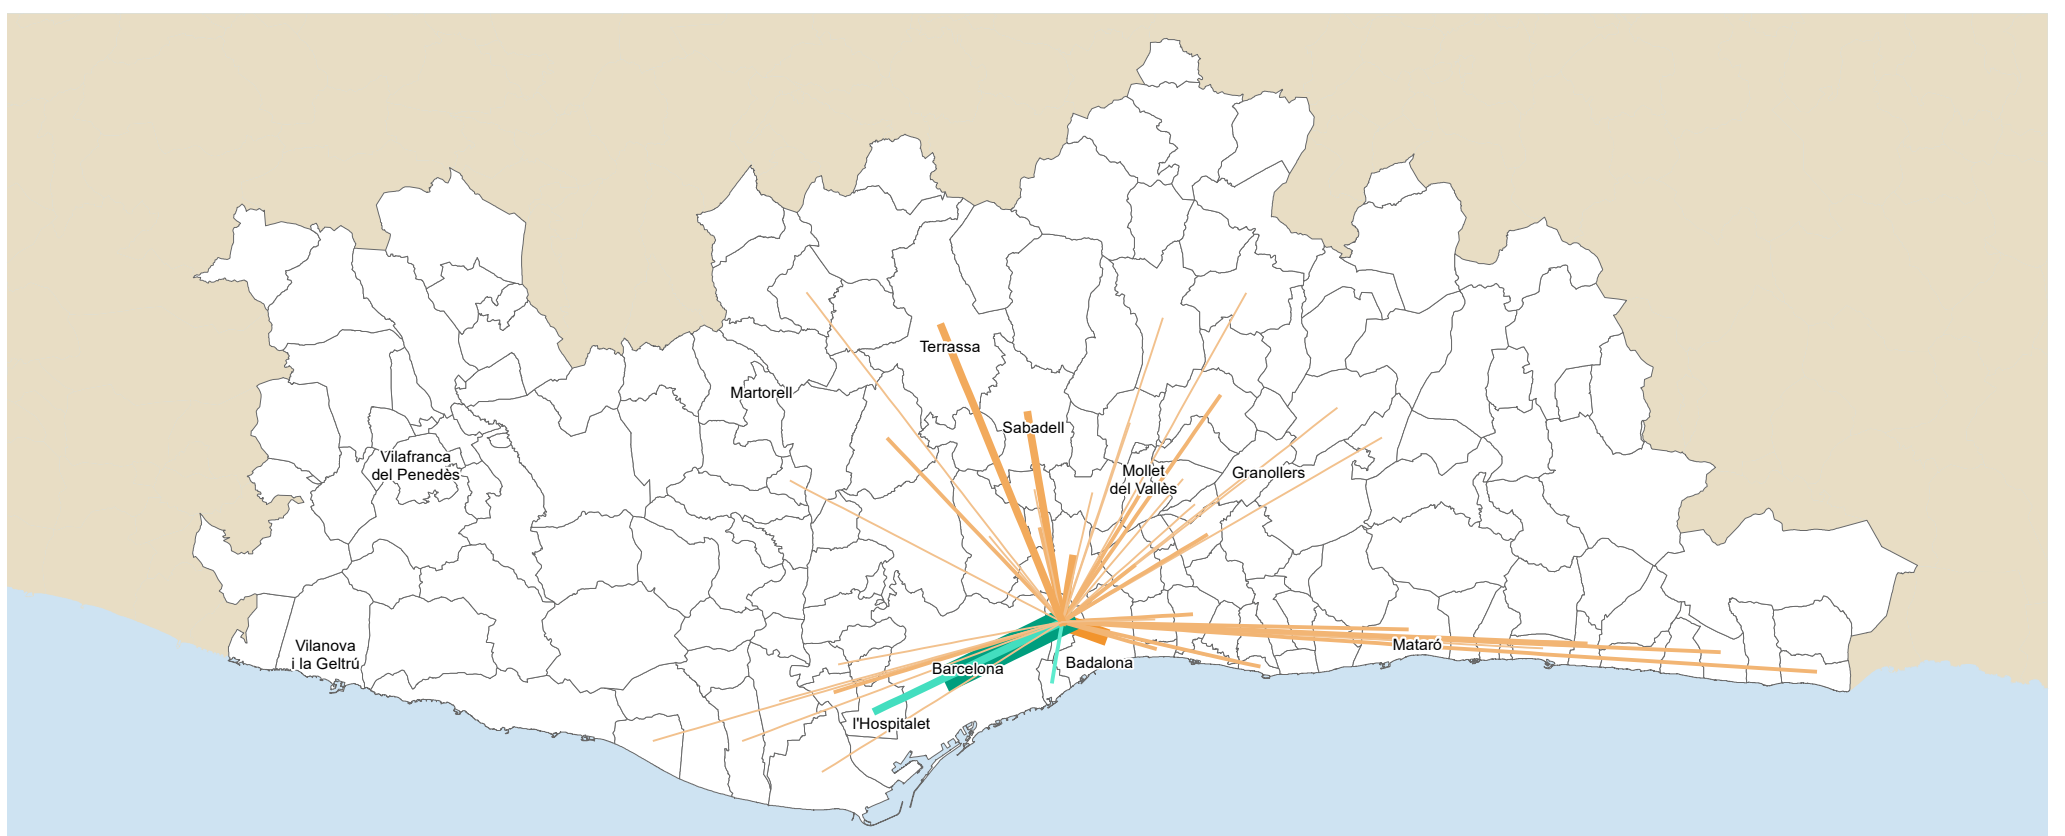 Terrassa
Martorell
Sabadell
Vilafranca
del Penedès
Mollet
del Vallès
Granollers
Vilanova
i la Geltrú
Mataró
Badalona
Barcelona
l'Hospitalet